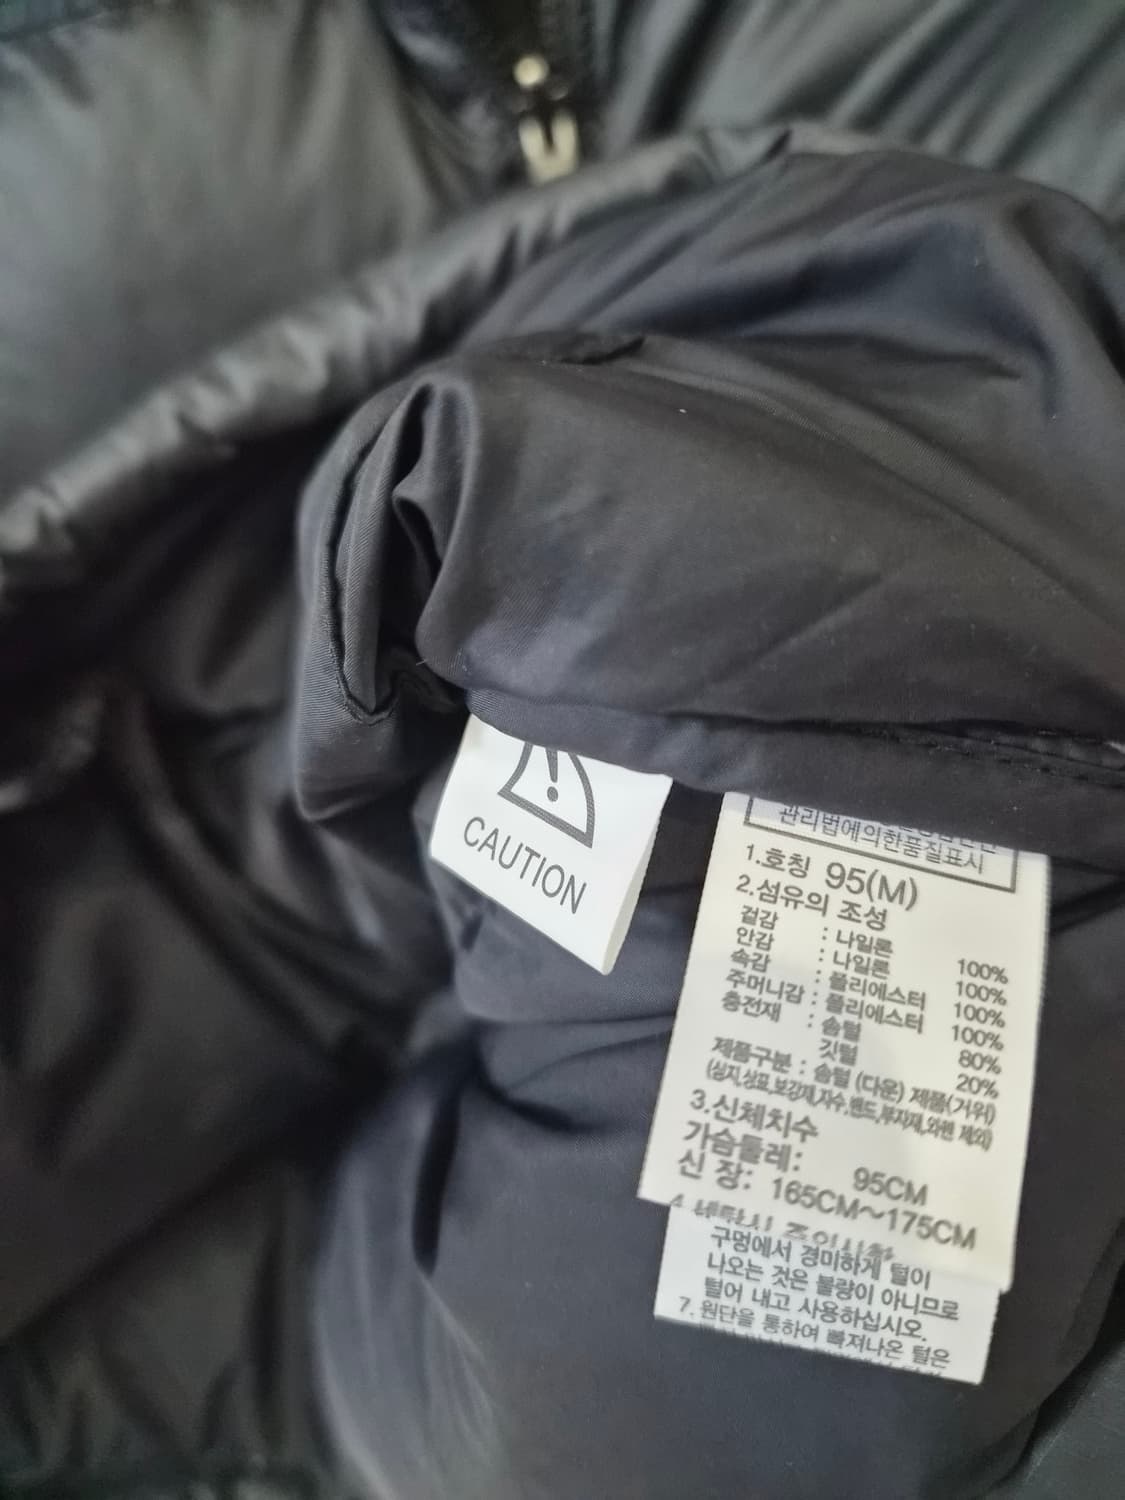 CAUTION
관리법에의한품질표시
1.호칭 95(M)
2.섬유의 조성
겉감 : 나일론 100%
안감 : 나일론 100%
속감 : 폴리에스터 100%
주머니감 : 폴리에스터 100%
충전재 : 솜털 80%
깃털 20%
제품구분 : 솜털 (다운) 제품(거위)
(심지,상표,보강재,자수,밴드,부자재,와펜 제외)
3.신체치수
가슴둘레: 95CM
신 장: 165CM~175CM
구멍에서 경미하게 털이
나오는 것은 불량이 아니므로
털어 내고 사용하십시오.
7. 원단을 통하여 빠져나온 털은